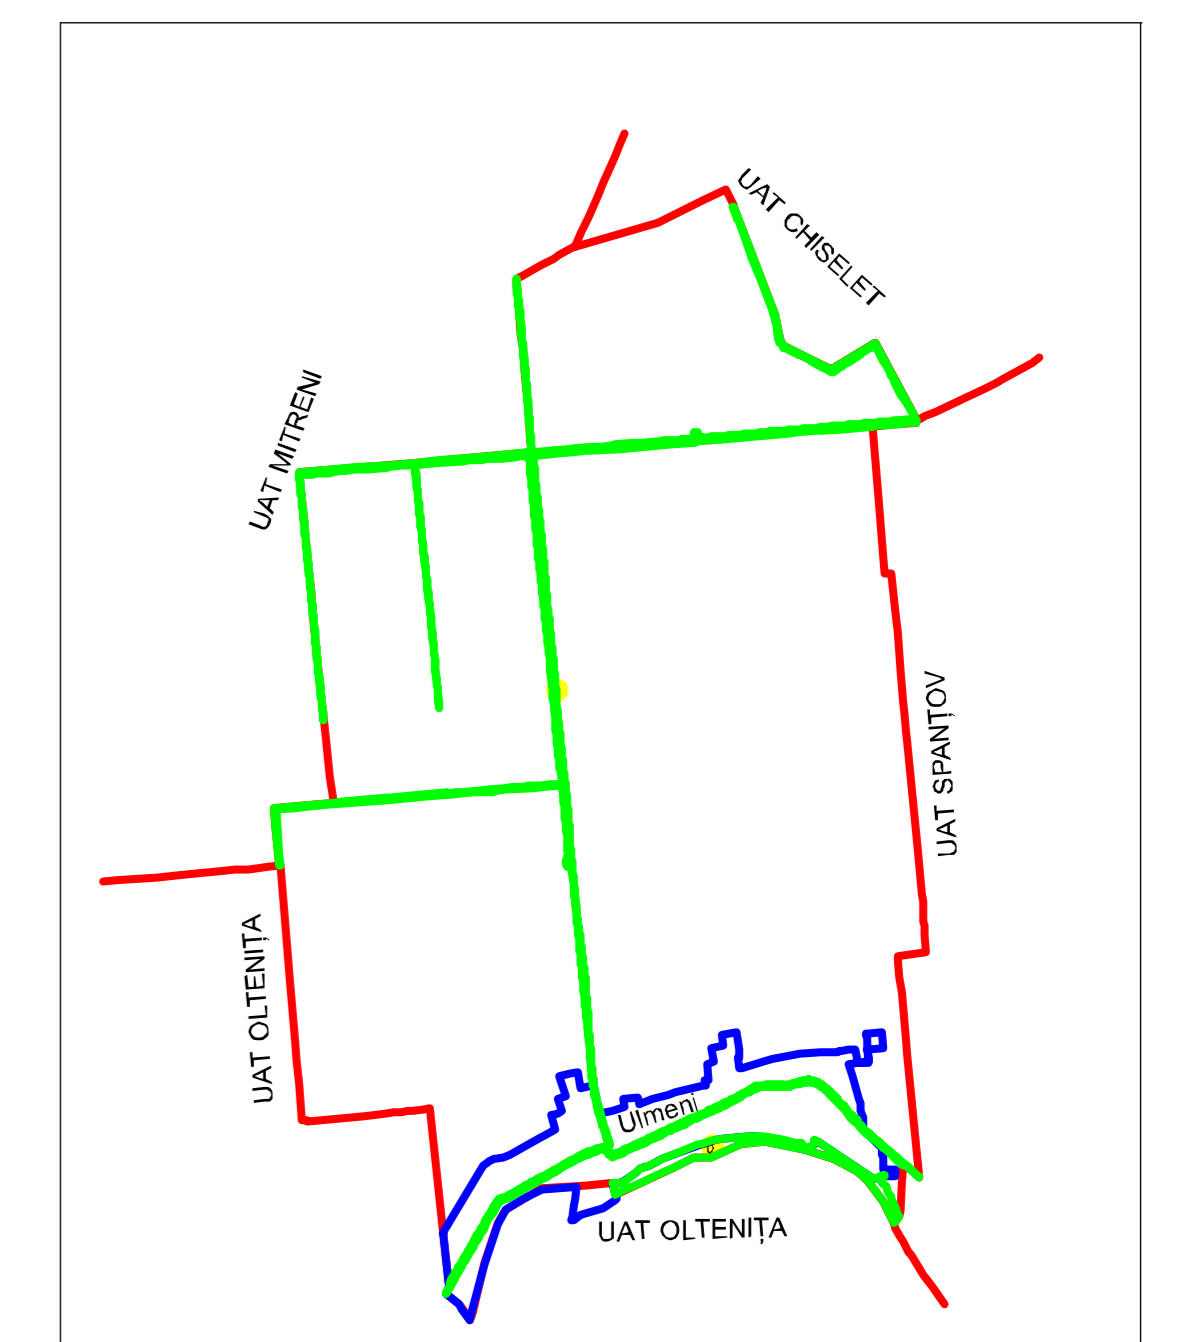 UAT CHISELET
UAT MITRENI
UAT SPANȚOV
UAT OLTENIȚA
Ulmeni
UAT OLTENIȚA